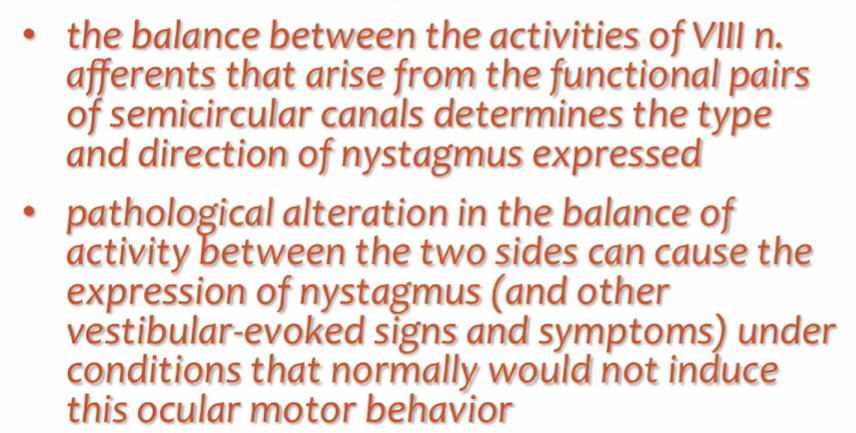 • the balance between the activities of VIII n.
afferents that arise from the functional pairs
of semicircular canals determines the type
and direction of nystagmus expressed
• pathological alteration in the balance of
activity between the two sides can cause the
expression of nystagmus (and other
vestibular-evoked signs and symptoms) under
conditions that normally would not induce
this ocular motor behavior